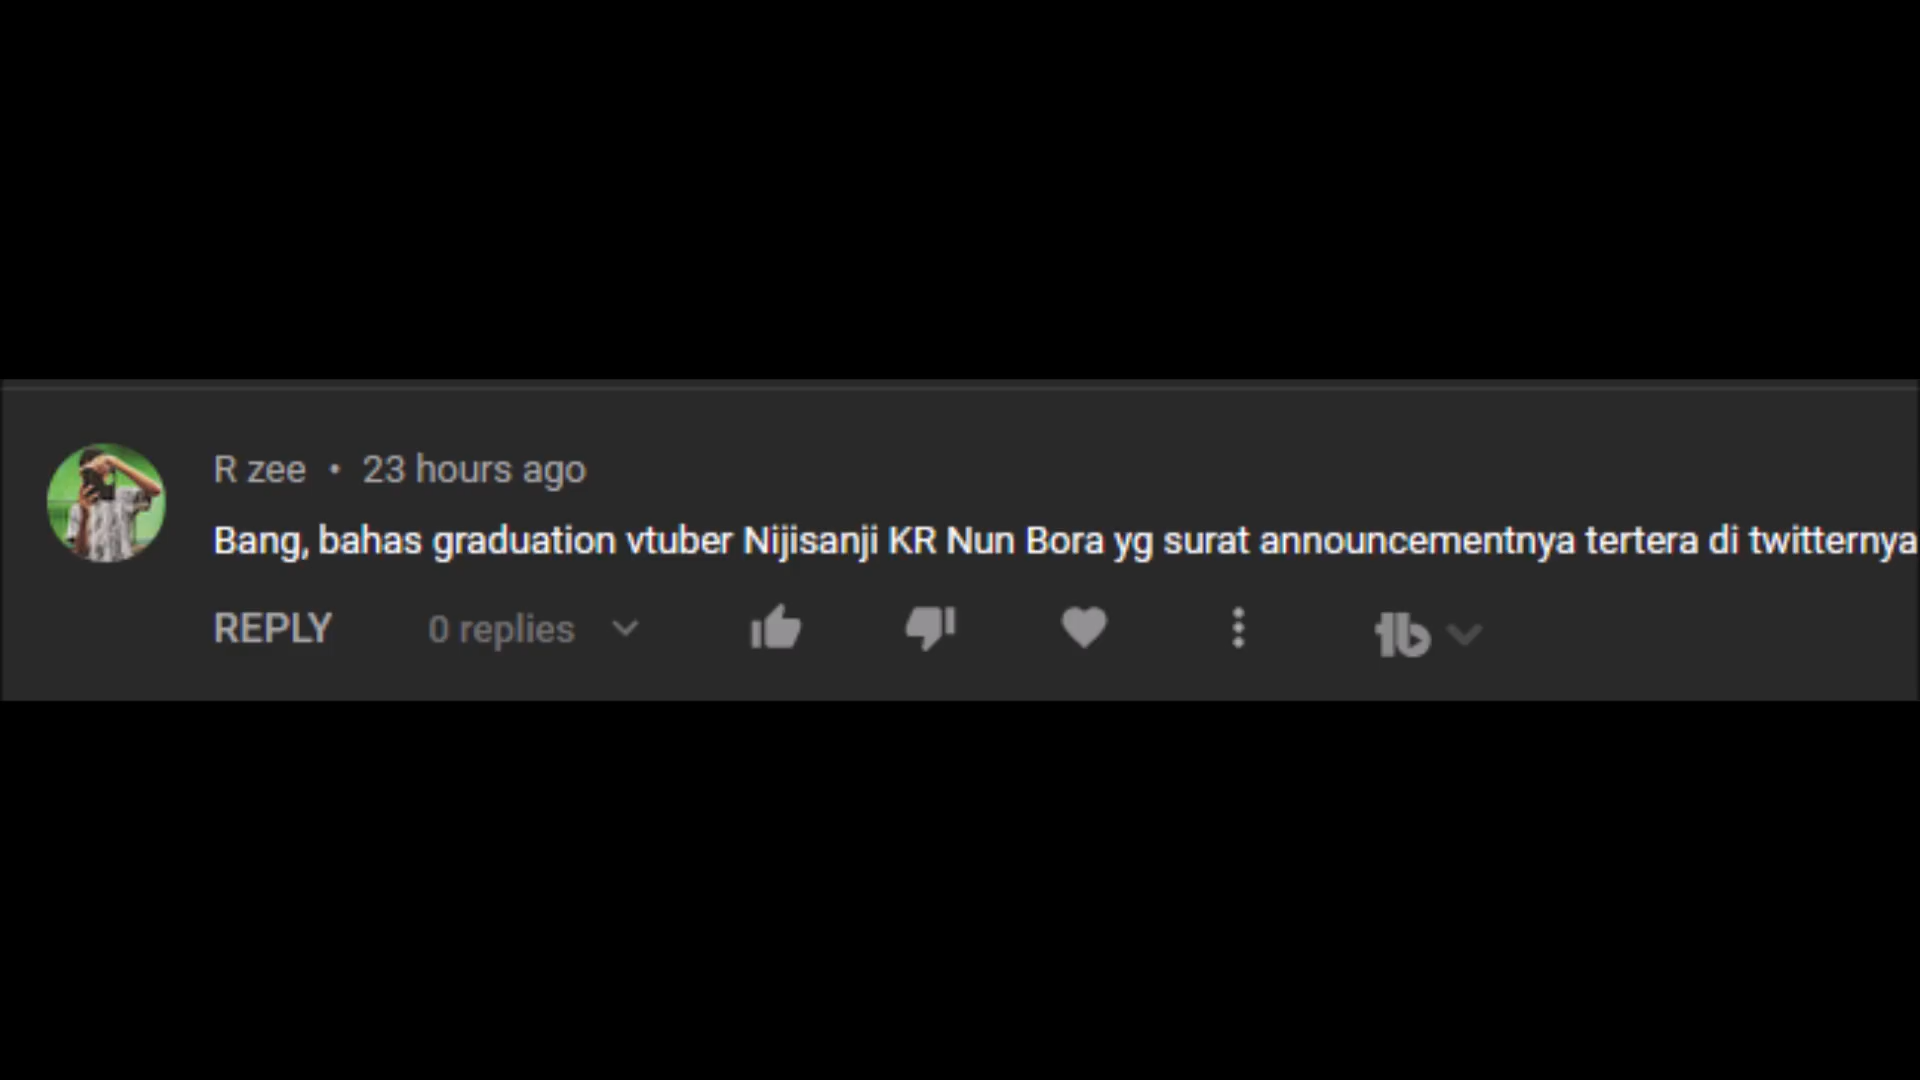 R zee • 23 hours ago
Bang, bahas graduation vtuber Nijisanji KR Nun Bora yg surat announcementnya tertera di twitternya
REPLY 0 replies